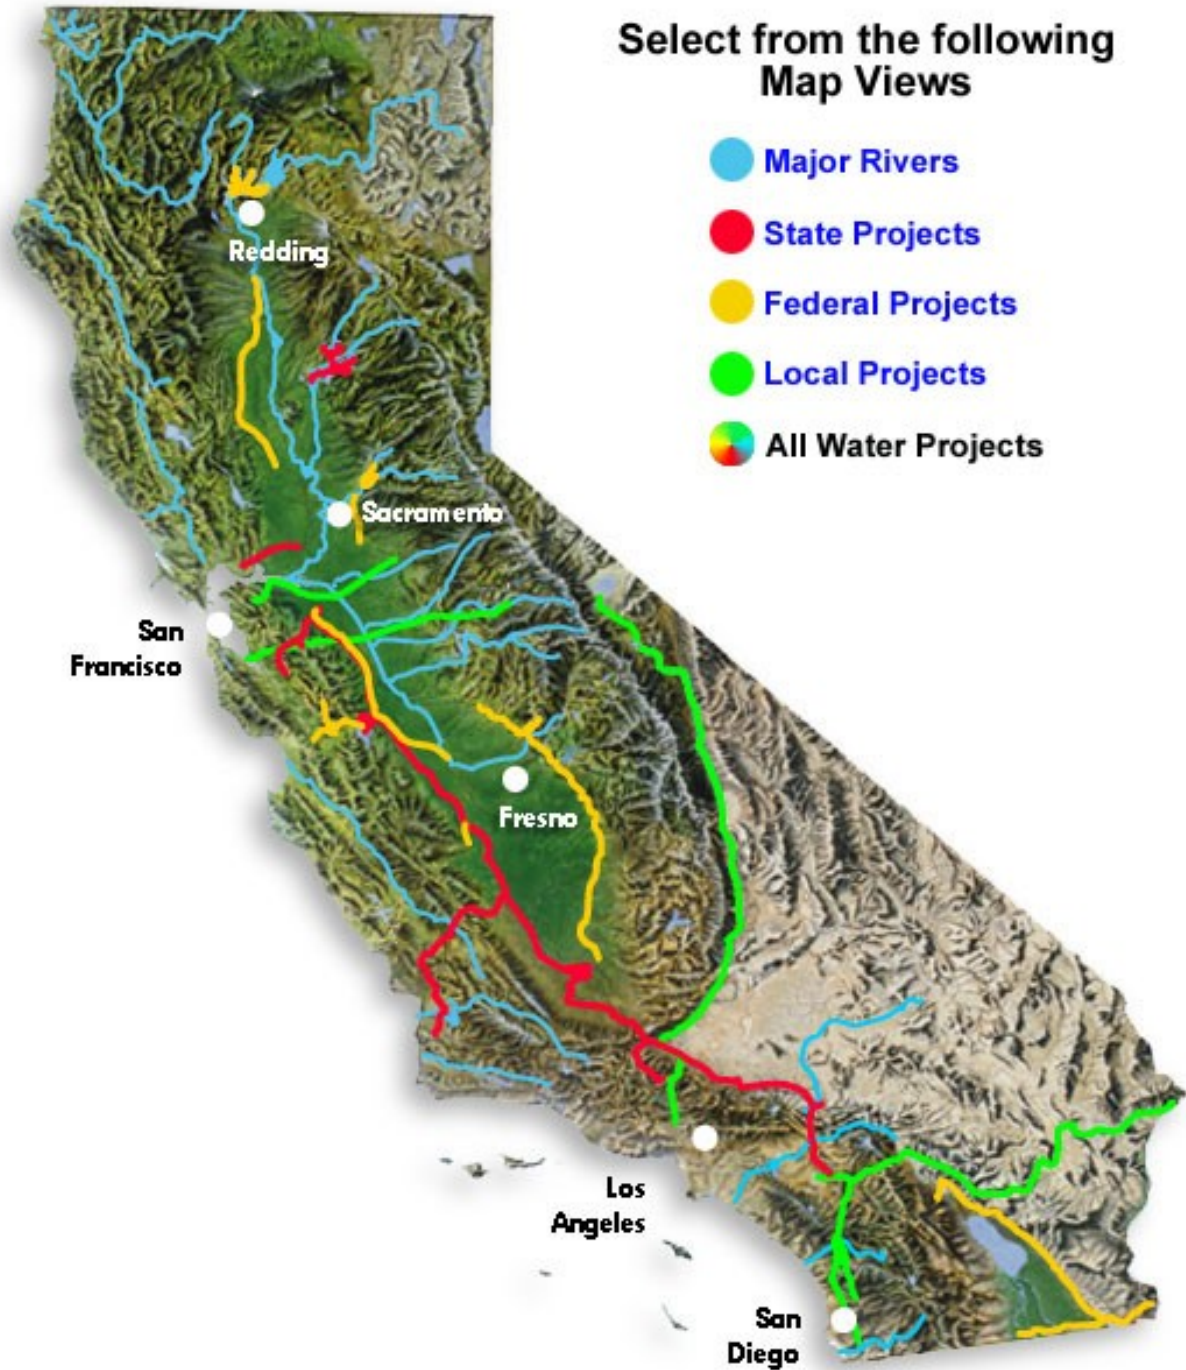 Select from the following
Map Views
Major Rivers
State Projects
Federal Projects
Local Projects
All Water Projects
Redding
Sacramento
San
Francisco
Fresno
Los
Angeles
San
Diego